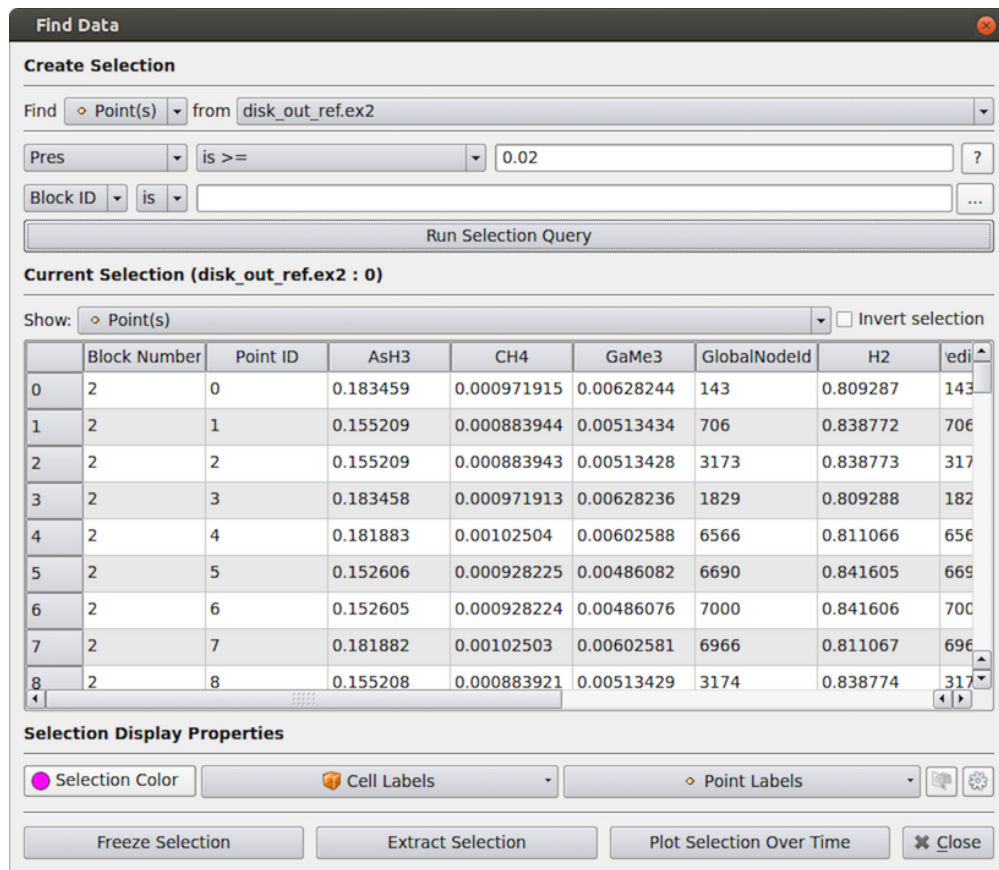 Find Data
Create Selection
Find Point(s) from disk_out_ref.ex2
Pres is >= 0.02 ?
Block ID is ...
Run Selection Query
Current Selection (disk_out_ref.ex2 : 0)
Show: Point(s) Invert selection
Block Number Point ID AsH3 CH4 GaMe3 GlobalNodeId H2 edi
0 2 0 0.183459 0.000971915 0.00628244 143 0.809287 143
1 2 1 0.155209 0.000883944 0.00513434 706 0.838772 706
2 2 2 0.155209 0.000883943 0.00513428 3173 0.838773 317
3 2 3 0.183458 0.000971913 0.00628236 1829 0.809288 182
4 2 4 0.181883 0.00102504 0.00602588 6566 0.811066 656
5 2 5 0.152606 0.000928225 0.00486082 6690 0.841605 669
6 2 6 0.152605 0.000928224 0.00486076 7000 0.841606 700
7 2 7 0.181882 0.00102503 0.00602581 6966 0.811067 696
8 2 8 0.155208 0.000883921 0.00513429 3174 0.838774 317
Selection Display Properties
Selection Color Cell Labels Point Labels
Freeze Selection Extract Selection Plot Selection Over Time Close